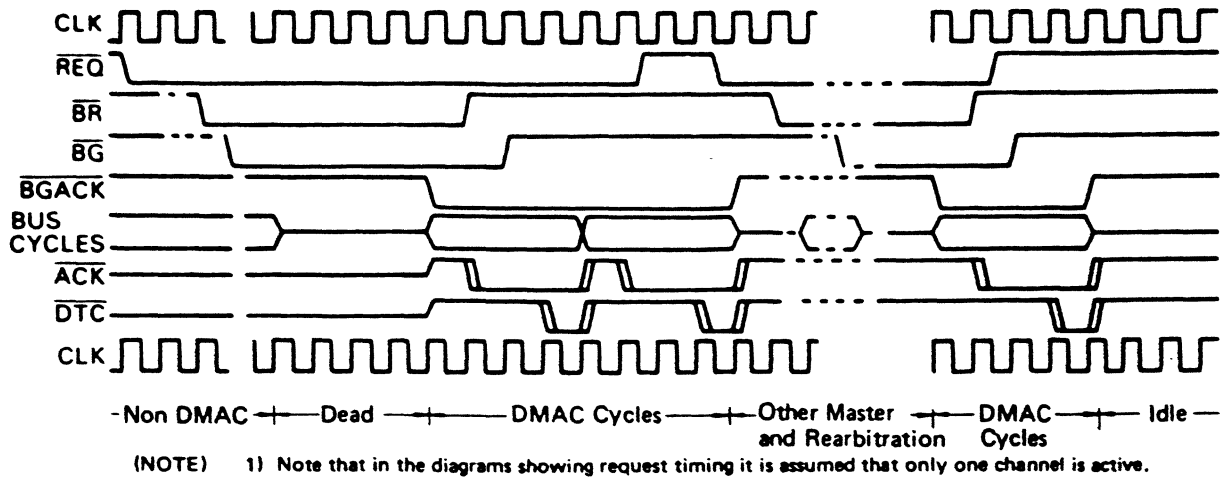 CLK
REQ
BR
BG
BGACK
BUS
CYCLES
ACK
DTC
CLK
Non DMAC
Dead
DMAC Cycles
Other Master
and Rearbitration
DMAC
Cycles
Idle
(NOTE) 1) Note that in the diagrams showing request timing it is assumed that only one channel is active.